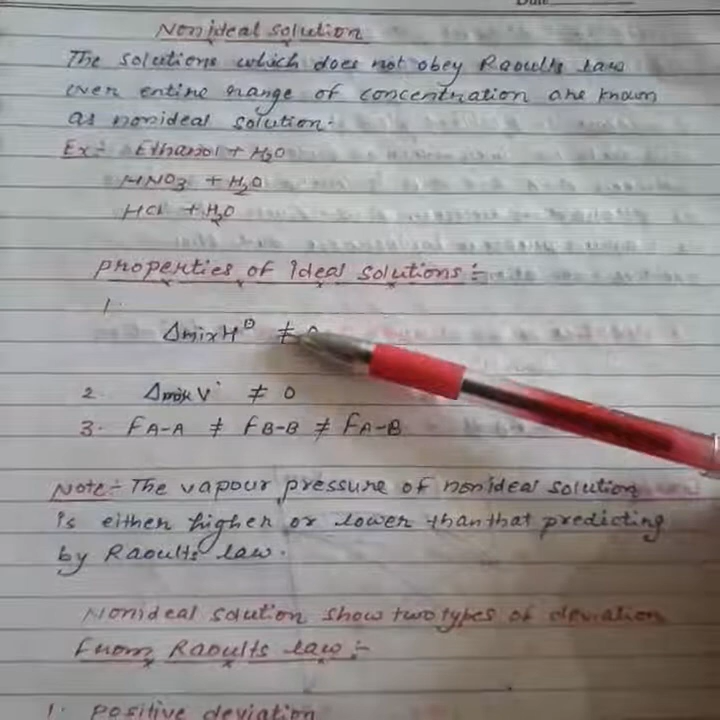 Nonideal solution
The solutions which does not obey Raoults law
over entire range of concentration are known
as nonideal solution.
Ex:- Ethanol + H2O
HNO3 + H2O
HCl + H2O
properties of ideal solutions :-
1.
ΔmixH° ≠ 0
2. ΔmixV ≠ 0
3. FA-A ≠ FB-B ≠ FA-B
Note:- The vapour pressure of nonideal solution
is either higher or lower than that predicting
by Raoults law.
Nonideal solution show two types of deviation
From Raoults law :-
1. positive deviation